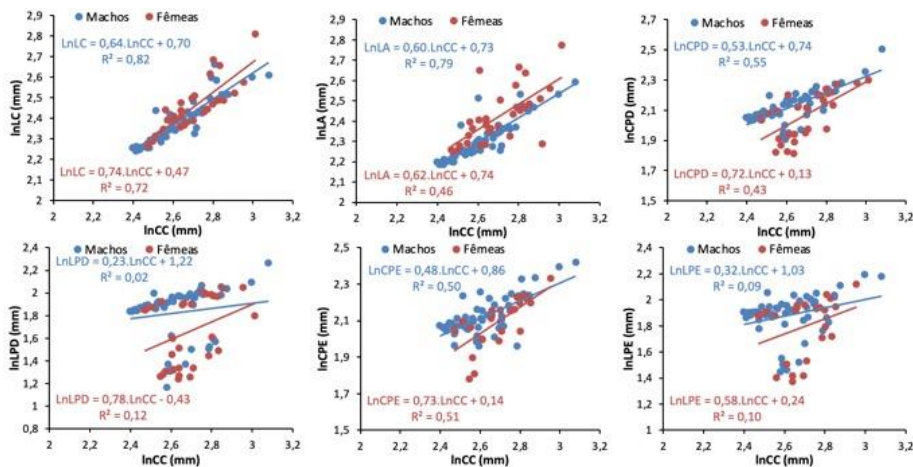 Machos Fêmeas
LnLC = 0,64.LnCC + 0,70
R² = 0,82
LnLC = 0,74.LnCC + 0,47
R² = 0,72
lnLC (mm)
2,9
2,8
2,7
2,6
2,5
2,4
2,3
2,2
2,1
2
2 2,2 2,4 2,6 2,8 3 3,2
lnCC (mm)
Machos Fêmeas
LnLA = 0,60.LnCC + 0,73
R² = 0,79
LnLA = 0,62.LnCC + 0,74
R² = 0,46
lnLA (mm)
2,9
2,8
2,7
2,6
2,5
2,4
2,3
2,2
2,1
2
2 2,2 2,4 2,6 2,8 3 3,2
lnCC (mm)
Machos Fêmeas
LnCPD = 0,53.LnCC + 0,74
R² = 0,55
LnCPD = 0,72.LnCC + 0,13
R² = 0,43
lnCPD (mm)
2,7
2,5
2,3
2,1
1,9
1,7
1,5
2 2,2 2,4 2,6 2,8 3 3,2
lnCC (mm)
Machos Fêmeas
LnLPD = 0,23.LnCC + 1,22
R² = 0,02
LnLPD = 0,78.LnCC - 0,43
R² = 0,12
lnLPD (mm)
2,4
2,2
2
1,8
1,6
1,4
1,2
1
0,8
2 2,2 2,4 2,6 2,8 3 3,2
lnCC (mm)
Machos Fêmeas
LnCPE = 0,48.LnCC + 0,86
R² = 0,50
LnCPE = 0,73.LnCC + 0,14
R² = 0,51
lnCPE (mm)
2,5
2,3
2,1
1,9
1,7
1,5
2 2,2 2,4 2,6 2,8 3 3,2
lnCC (mm)
Machos Fêmeas
LnLPE = 0,32.LnCC + 1,03
R² = 0,09
LnLPE = 0,58.LnCC + 0,24
R² = 0,10
lnLPE (mm)
2,4
2,2
2
1,8
1,6
1,4
1,2
1
2 2,2 2,4 2,6 2,8 3 3,2
lnCC (mm)